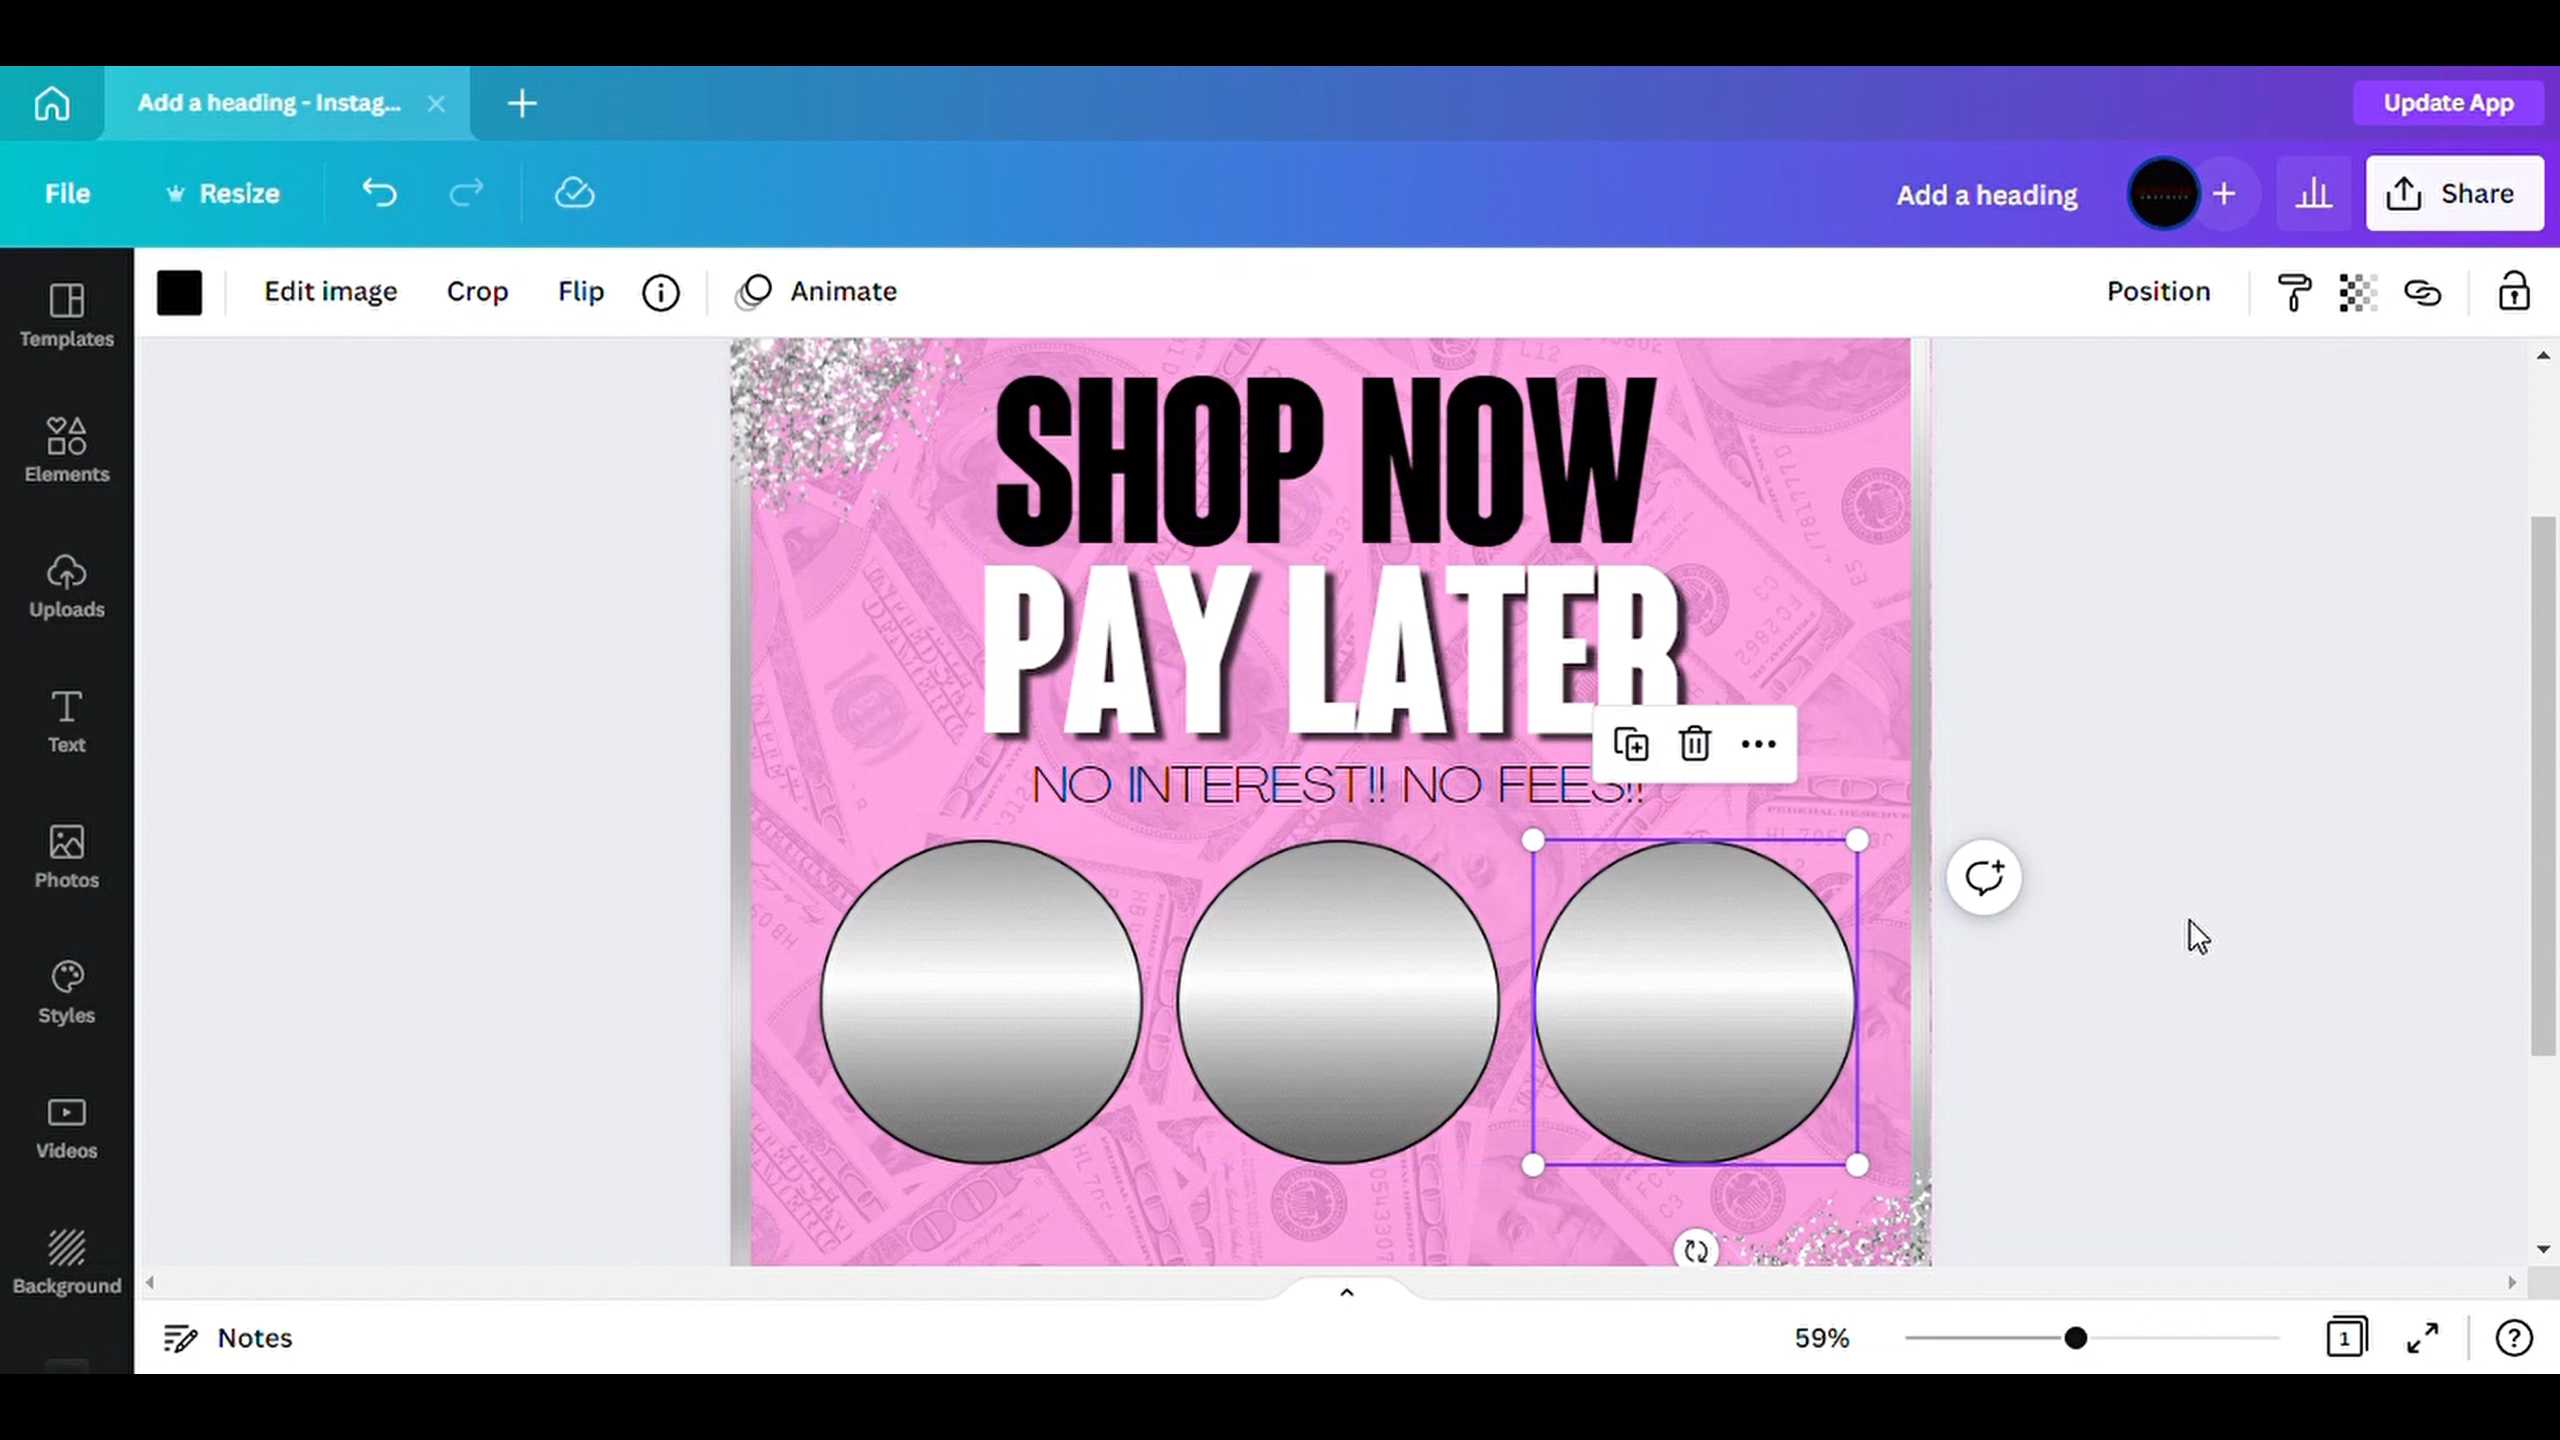 Add a heading - Instag...
Update App
File
Resize
Add a heading
Share
Edit image
Crop
Flip
Animate
Position
Templates
Elements
Uploads
Text
Photos
Styles
Videos
Background
SHOP NOW
PAY LATER
NO INTEREST!! NO FEES!!
Notes
59%
1